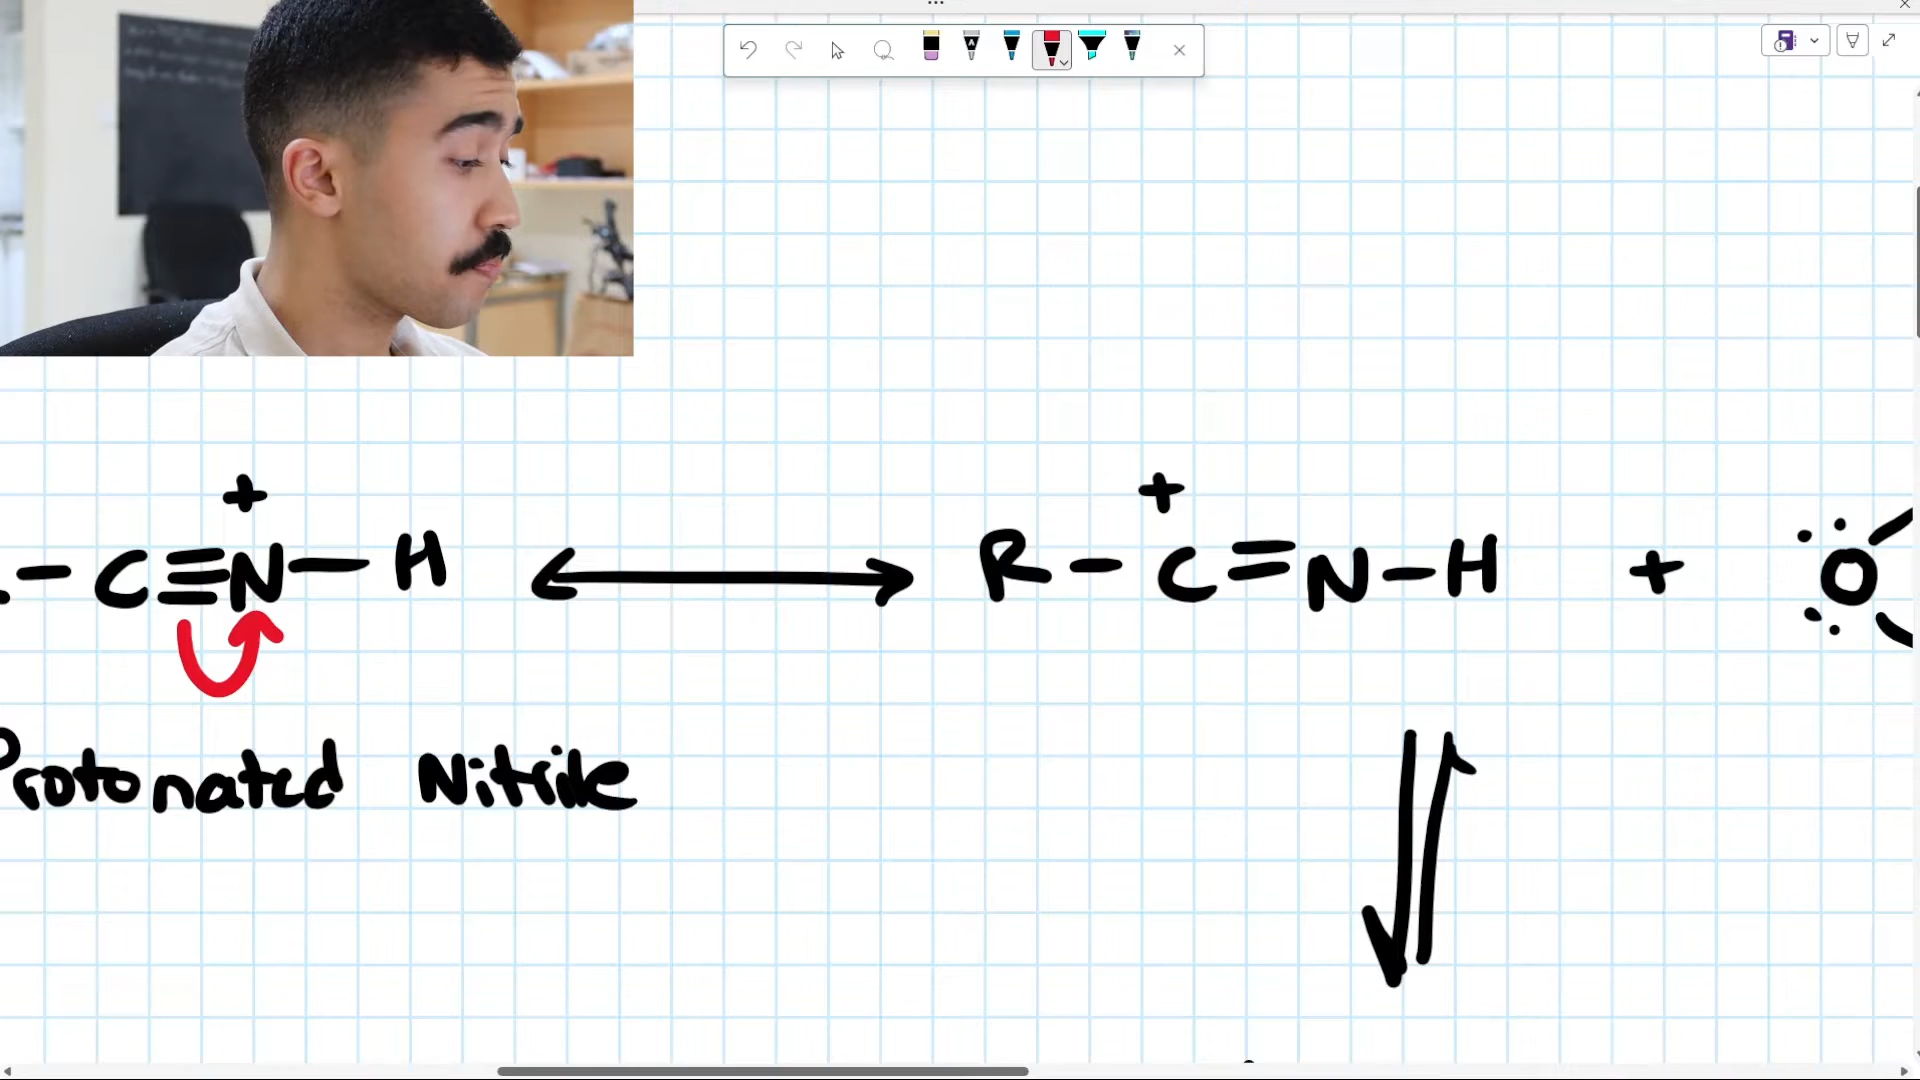 + +
- C≡N-H ⟷ R-C=N-H + :O:
Protonated Nitrile